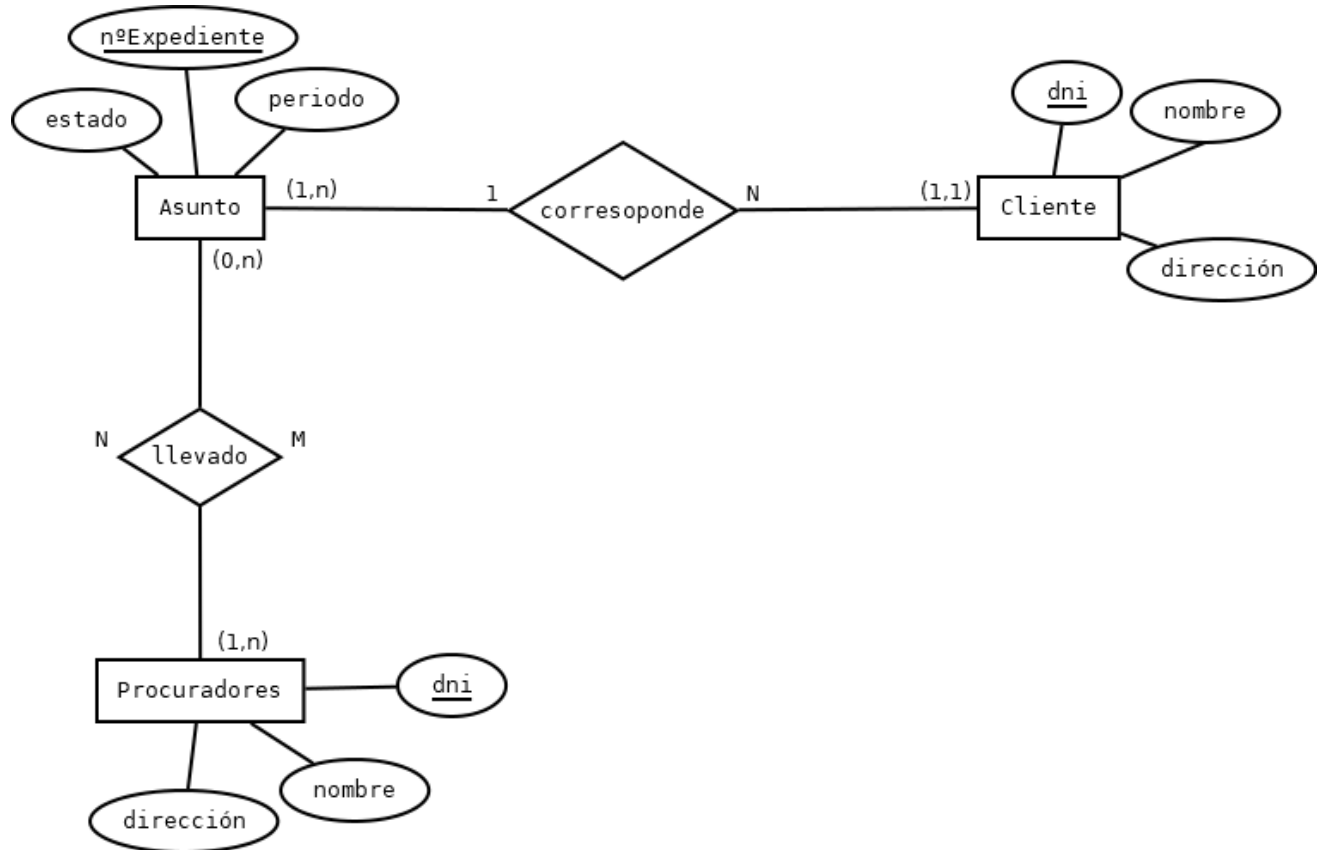 nºExpediente
estado
periodo
dni
nombre
Asunto
(1,n)
1
corresoponde
N
(1,1)
Cliente
(0,n)
dirección
N
llevado
M
(1,n)
Procuradores
dni
nombre
dirección